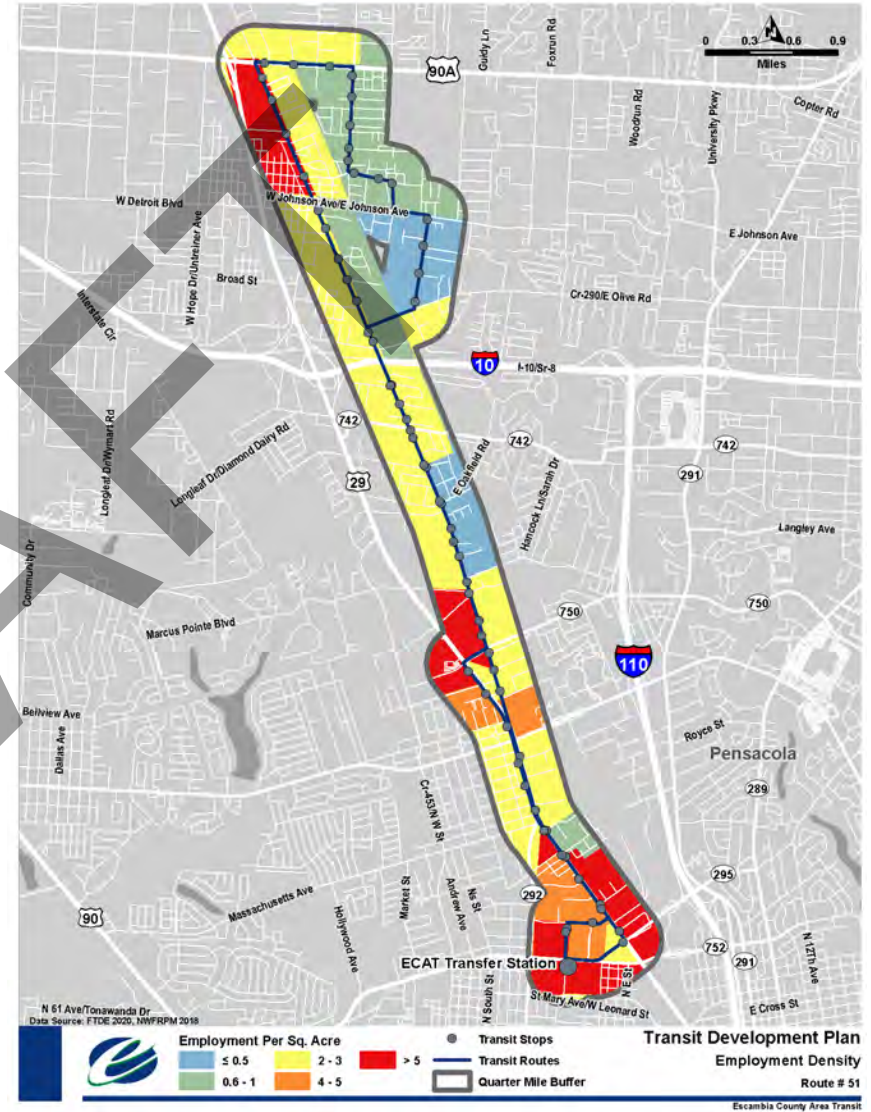 Guidy Ln
Foxrun Rd
N
0 0.3 0.6 0.9
Miles
90A
Woodrun Rd
University Pkwy
Copter Rd
W Detroit Blvd
W Johnson Ave/E Johnson Ave
E Johnson Ave
W Hope Dr/Untreiner Ave
Broad St
Interstate Cir
Cr-290/E Olive Rd
10
I-10/Sr-8
742
742
742
Longleaf Dr/Wymart Rd
Longleaf Dr/Diamond Dairy Rd
29
E Oakfield Rd
Hancock Ln/Sarah Dr
291
Langley Ave
Community Dr
750
750
Marcus Pointe Blvd
110
Bellview Ave
Dallas Ave
Royce St
Pensacola
289
Cr-453/N W St
Massachusetts Ave
Hollywood Ave
Market St
Andrew Ave
Ns St
292
295
90
752
291
N 12Th Ave
ECAT Transfer Station
N South St
N E St
St Mary Ave/W Leonard St
E Cross St
N 61 Ave/Tonawanda Dr
Data Source: FTDE 2020, NWFRPM 2018
AFT
Employment Per Sq. Acre
≤ 0.5
2 - 3
> 5
0.6 - 1
4 - 5
Transit Stops
Transit Routes
Quarter Mile Buffer
Transit Development Plan
Employment Density
Route # 51
Escambia County Area Transit